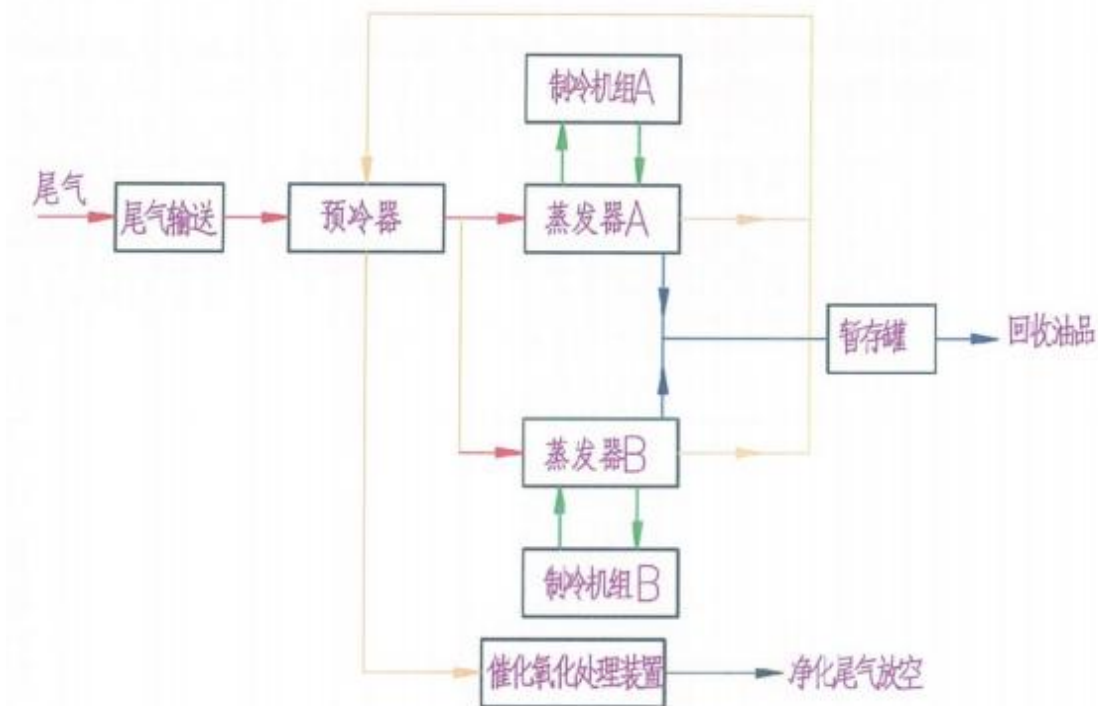 制冷机组A
尾气
尾气输送
预冷器
蒸发器A
暂存罐
回收油品
蒸发器B
制冷机组B
催化氧化处理装置
净化尾气放空